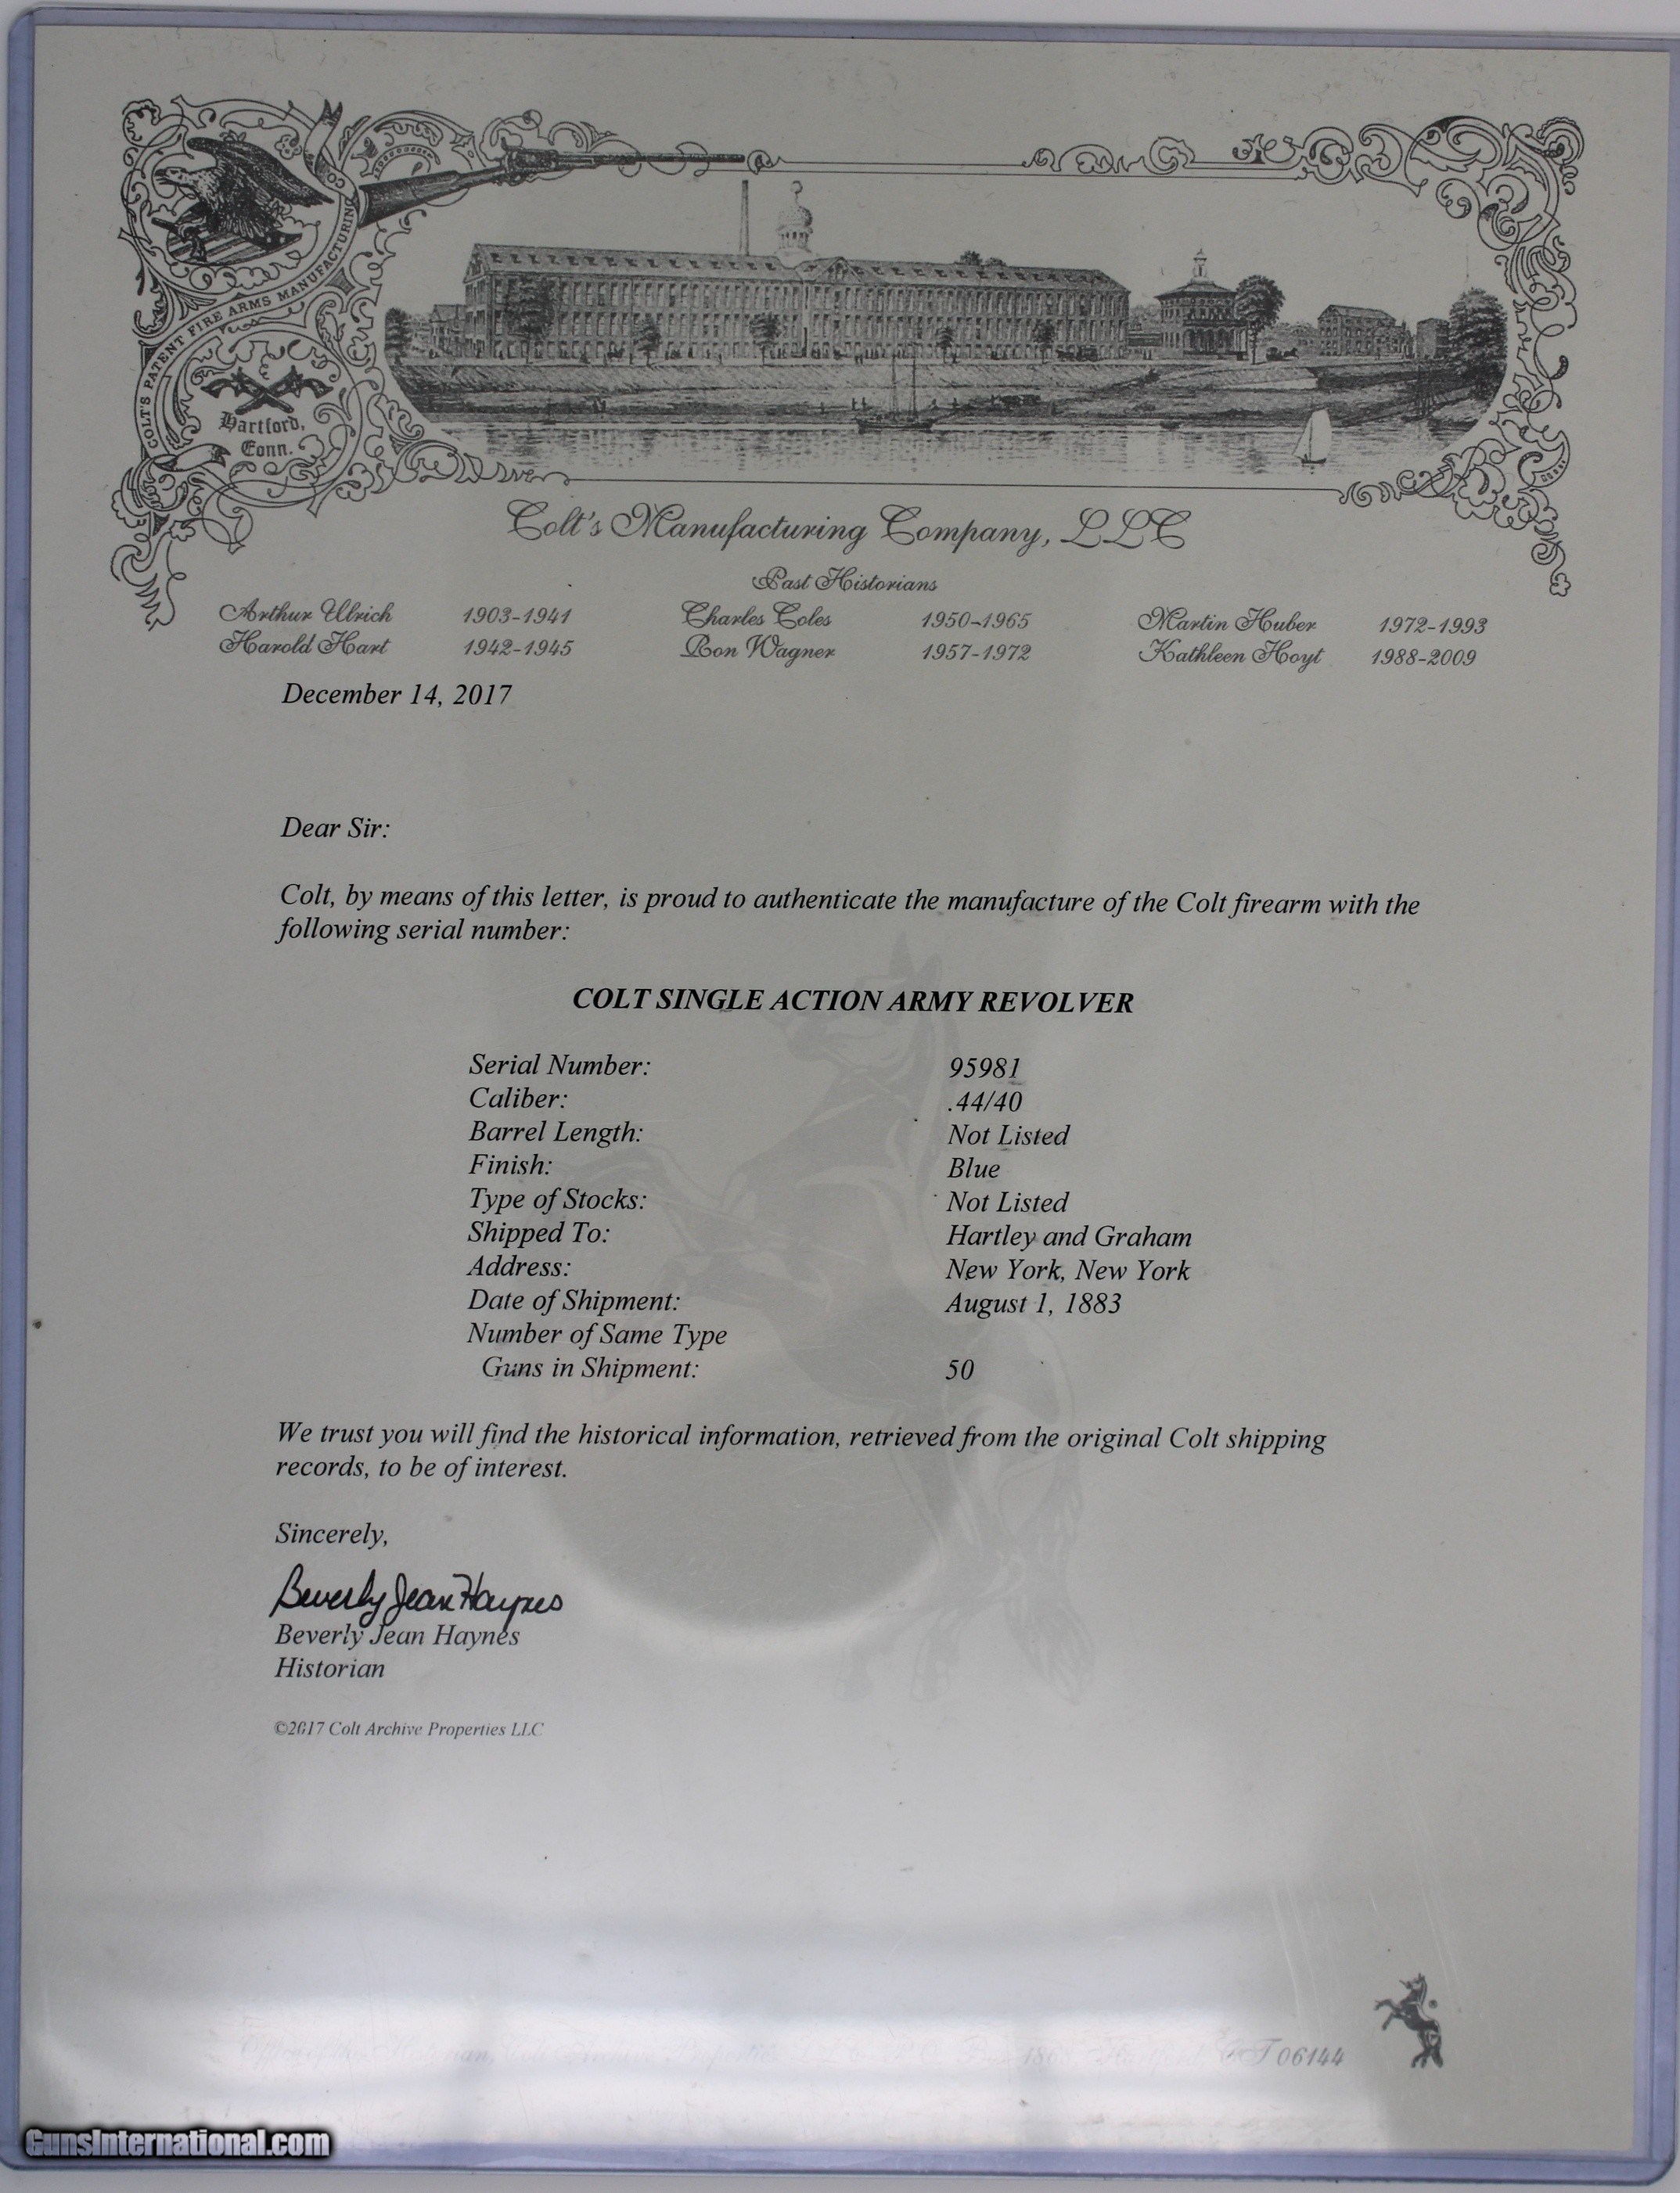 COLT'S PATENT FIRE ARMS MANUFACTURING CO
Hartford,
Conn.
Colt's Manufacturing Company, LLC
Past Historians
Arthur Ulrich 1903-1941 Charles Coles 1950-1965 Martin Huber 1972-1993
Harold Hart 1942-1945 Ron Wagner 1957-1972 Kathleen Hoyt 1988-2009
December 14, 2017
Dear Sir:
Colt, by means of this letter, is proud to authenticate the manufacture of the Colt firearm with the
following serial number:
COLT SINGLE ACTION ARMY REVOLVER
Serial Number: 95981
Caliber: .44/40
Barrel Length: Not Listed
Finish: Blue
Type of Stocks: Not Listed
Shipped To: Hartley and Graham
Address: New York, New York
Date of Shipment: August 1, 1883
Number of Same Type
Guns in Shipment: 50
We trust you will find the historical information, retrieved from the original Colt shipping
records, to be of interest.
Sincerely,
Beverly Jean Haynes
Beverly Jean Haynes
Historian
©2017 Colt Archive Properties LLC
CT 06144
GunsInternational.com